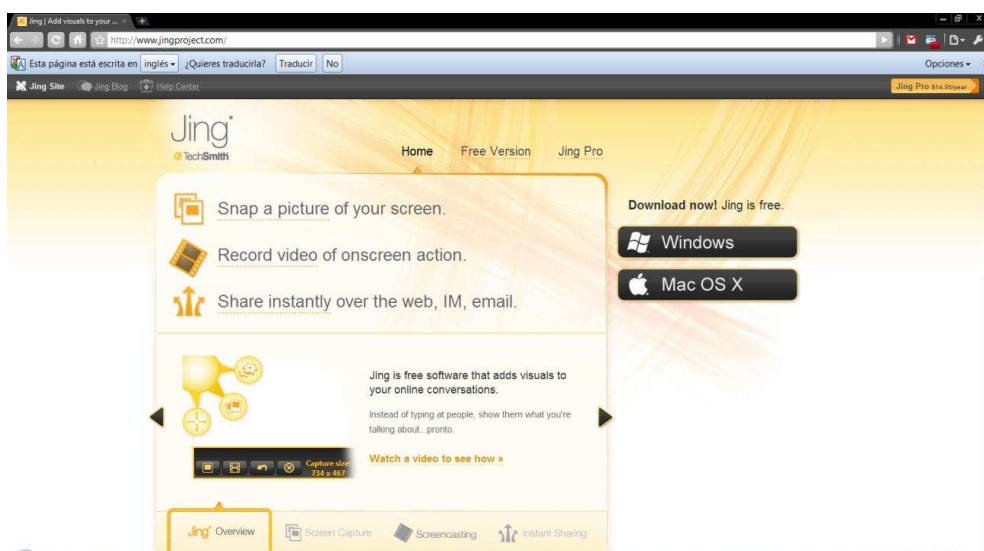 Jing | Add visuals to your ...
http://www.jingproject.com/
Esta página está escrita en inglés ¿Quieres traducirla? Traducir No Opciones
Jing Site Jing Blog Help Center Jing Pro $14.95/year
Jing
TechSmith
Home Free Version Jing Pro
Snap a picture of your screen.
Record video of onscreen action.
Share instantly over the web, IM, email.
Download now! Jing is free.
Windows
Mac OS X
Jing is free software that adds visuals to
your online conversations.
Instead of typing at people, show them what you're
talking about...pronto.
Watch a video to see how »
Capture size:
734 x 467
Jing Overview Screen Capture Screencasting Instant Sharing